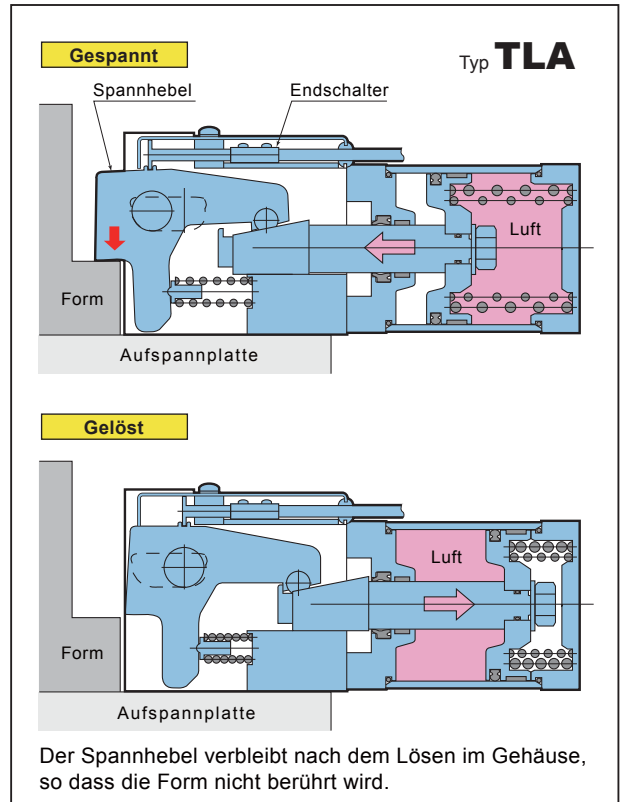 Gespannt
Typ TLA
Spannhebel
Endschalter
Luft
Form
Aufspannplatte
Gelöst
Luft
Form
Aufspannplatte
Der Spannhebel verbleibt nach dem Lösen im Gehäuse,
so dass die Form nicht berührt wird.